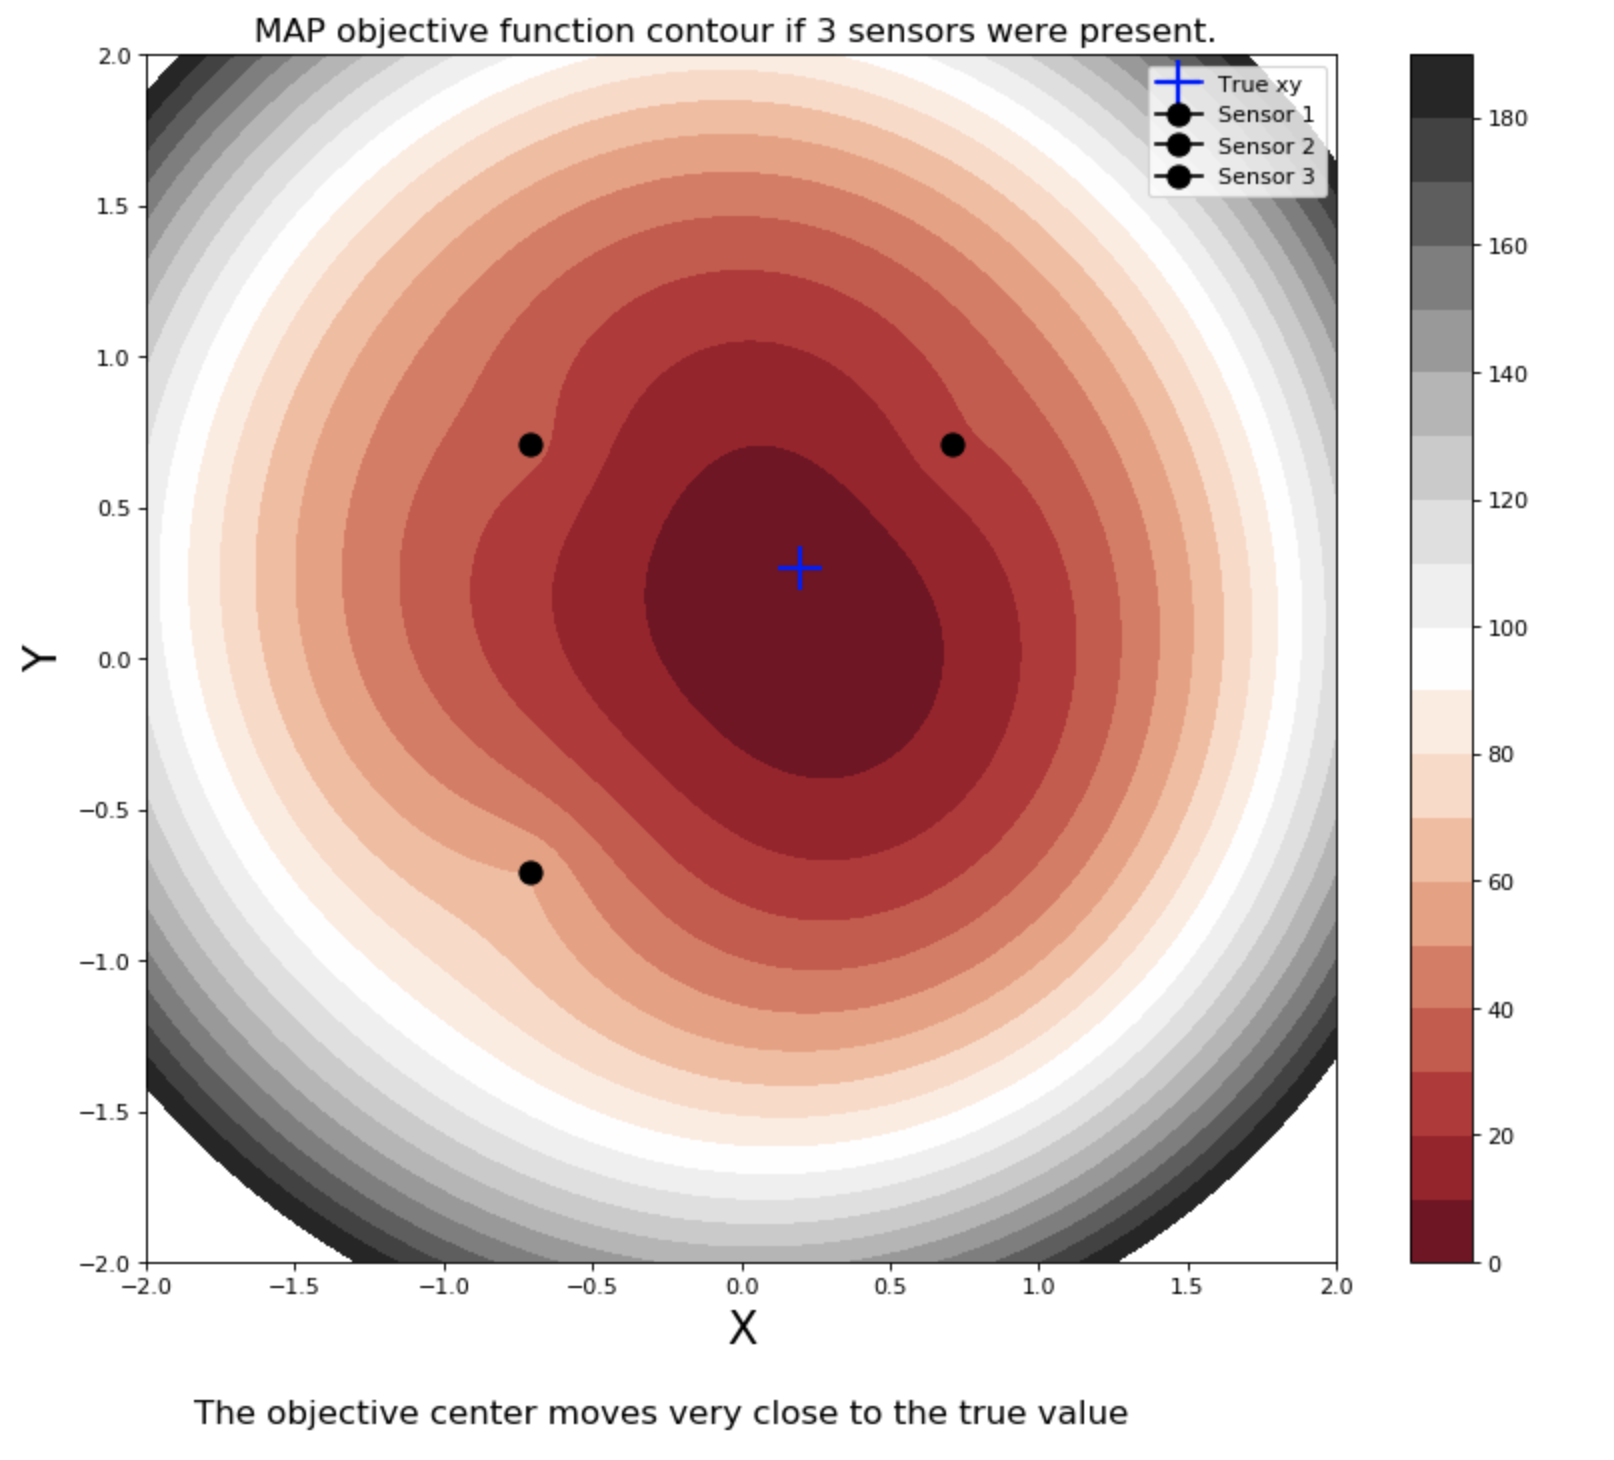 MAP objective function contour if 3 sensors were present.
True xy
Sensor 1
Sensor 2
Sensor 3
2.0
1.5
1.0
0.5
0.0
−0.5
−1.0
−1.5
−2.0
Y
−2.0 −1.5 −1.0 −0.5 0.0 0.5 1.0 1.5 2.0
X
180
160
140
120
100
80
60
40
20
0
The objective center moves very close to the true value